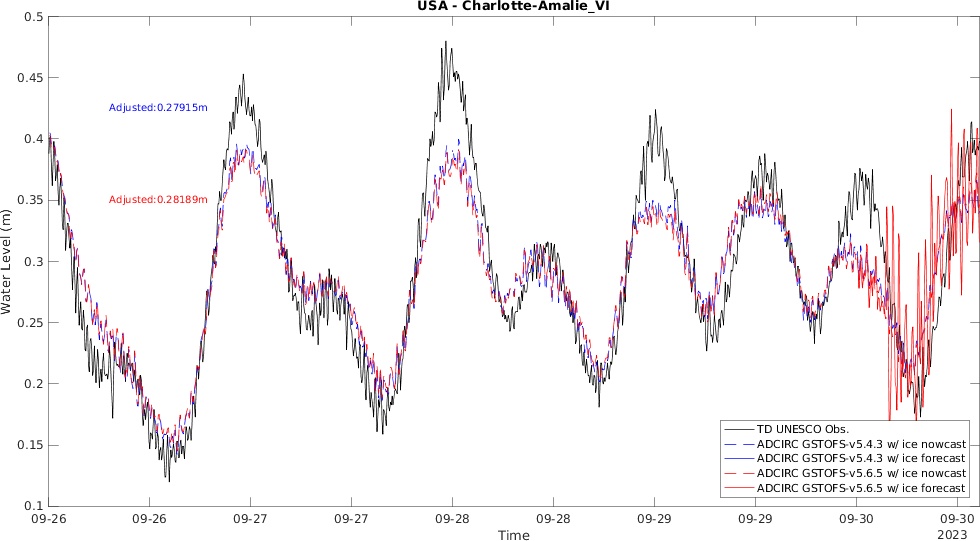 USA - Charlotte-Amalie_VI
0.5
0.45
0.4
0.35
0.3
0.25
0.2
0.15
0.1
Water Level (m)
Adjusted:0.27915m
Adjusted:0.28189m
TD UNESCO Obs.
ADCIRC GSTOFS-v5.4.3 w/ ice nowcast
ADCIRC GSTOFS-v5.4.3 w/ ice forecast
ADCIRC GSTOFS-v5.6.5 w/ ice nowcast
ADCIRC GSTOFS-v5.6.5 w/ ice forecast
09-26 09-26 09-27 09-27 09-28 09-28 09-29 09-29 09-30 09-30
Time
2023